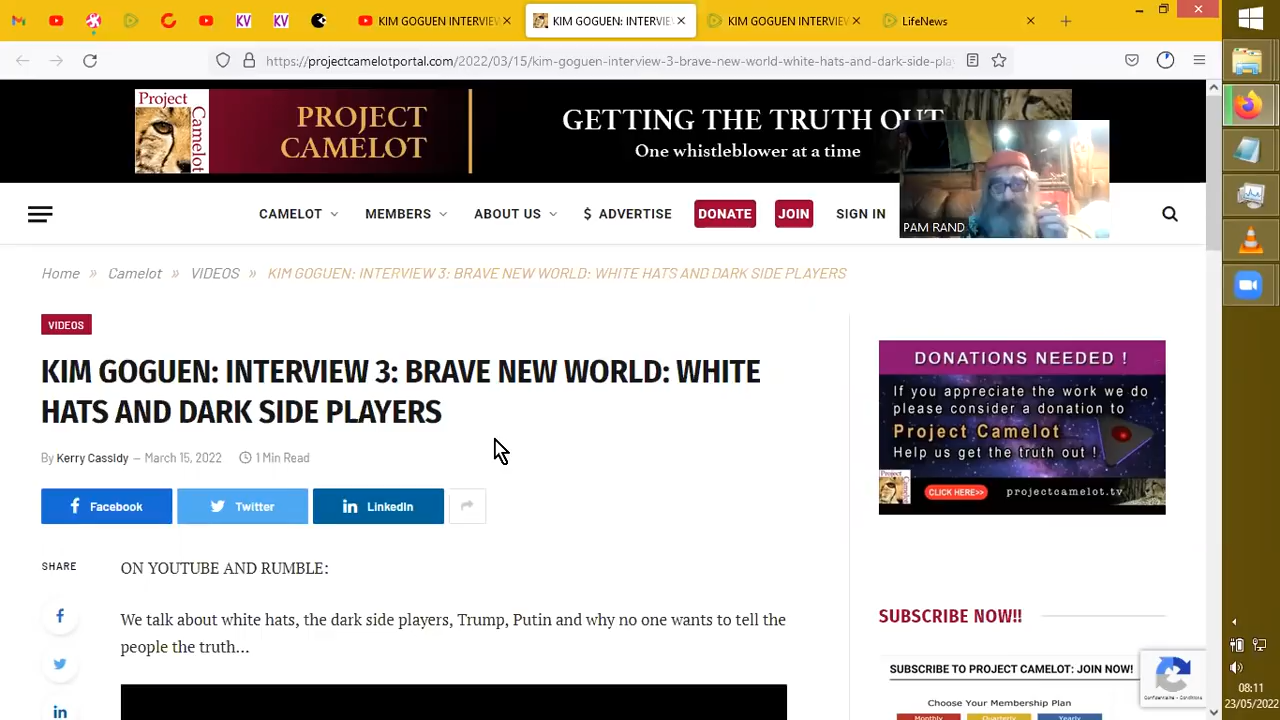 KIM GOGUEN INTERVIE
KIM GOGUEN: INTERVIE
KIM GOGUEN INTERVIE
LifeNews
https://projectcamelotportal.com/2022/03/15/kim-goguen-interview-3-brave-new-world-white-hats-and-dark-side-pla
Project
Camelot
PROJECT
CAMELOT
GETTING THE TRUTH OUT
One whistleblower at a time
PAM RAND
CAMELOT
MEMBERS
ABOUT US
$ ADVERTISE
DONATE
JOIN
SIGN IN
Home » Camelot » VIDEOS » KIM GOGUEN: INTERVIEW 3: BRAVE NEW WORLD: WHITE HATS AND DARK SIDE PLAYERS
VIDEOS
KIM GOGUEN: INTERVIEW 3: BRAVE NEW WORLD: WHITE
HATS AND DARK SIDE PLAYERS
By Kerry Cassidy – March 15, 2022 1 Min Read
Facebook
Twitter
LinkedIn
SHARE
ON YOUTUBE AND RUMBLE:
We talk about white hats, the dark side players, Trump, Putin and why no one wants to tell the
people the truth…
DONATIONS NEEDED !
If you appreciate the work we do
please consider a donation to
Project Camelot
Help us get the truth out !
CLICK HERE>>
projectcamelot.tv
SUBSCRIBE NOW!!
SUBSCRIBE TO PROJECT CAMELOT: JOIN NOW!
Choose Your Membership Plan
Monthly
Quarterly
Yearly
Confidentialité - Conditions
08:11
23/05/2022